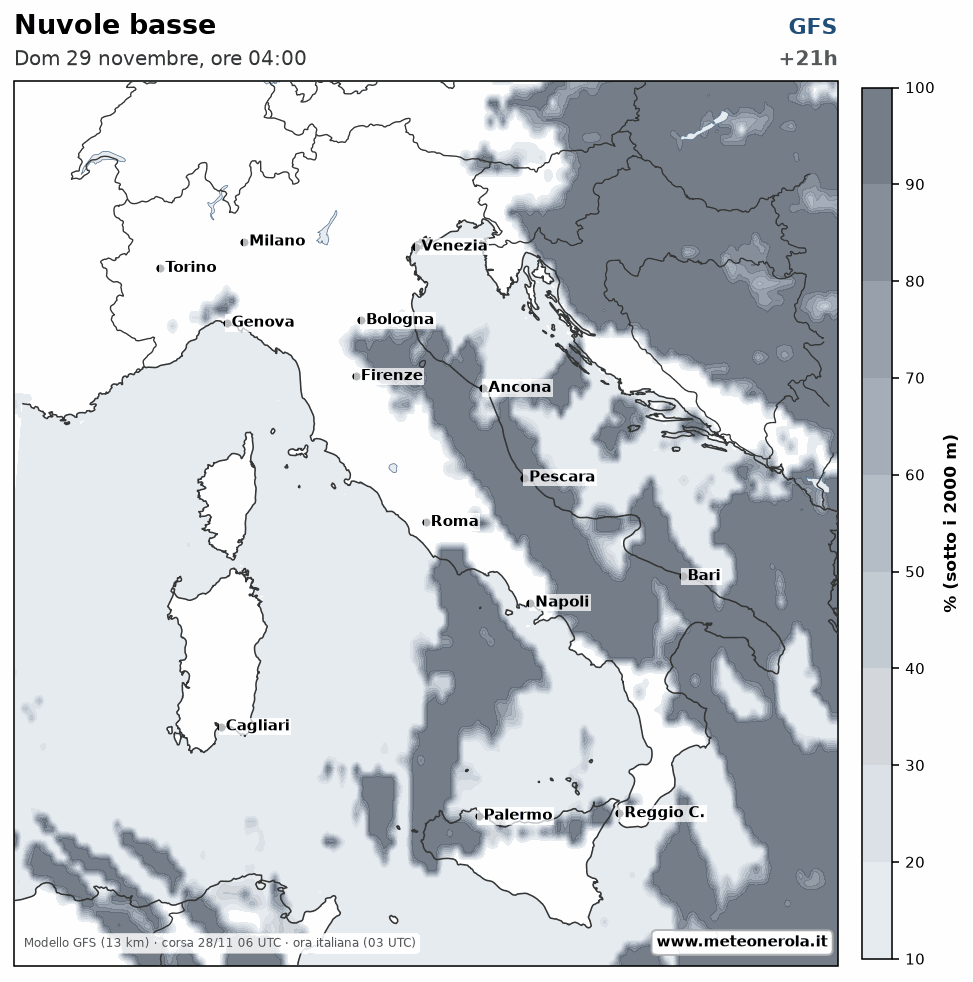 Nuvole basse
GFS
Dom 29 novembre, ore 04:00
+21h
100
90
80
70
60
50
40
30
20
10
% (sotto i 2000 m)
Venezia
Milano
Torino
Bologna
Genova
Firenze
Ancona
Pescara
Roma
Bari
Napoli
Cagliari
Reggio C.
Palermo
Modello GFS (13 km) · corsa 28/11 06 UTC · ora italiana (03 UTC)
www.meteonerola.it